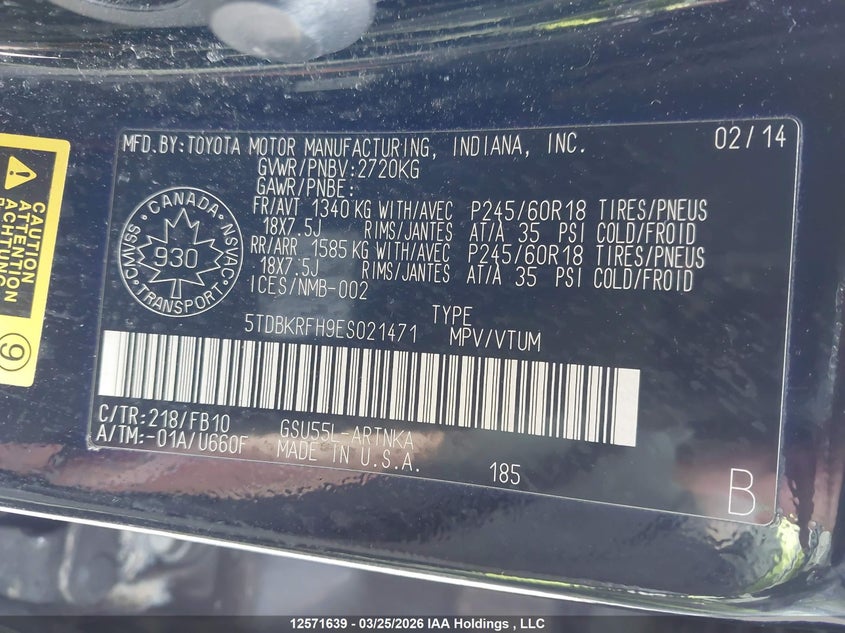 MFD.BY:TOYOTA MOTOR MANUFACTURING, INDIANA, INC. 02/14
GVWR/PNBV:2720KG
GAWR/PNBE:
FR/AVT 1340 KG WITH/AVEC P245/60R18 TIRES/PNEUS
18X7.5J RIMS/JANTES AT/A 35 PSI COLD/FROID
RR/ARR 1585 KG WITH/AVEC P245/60R18 TIRES/PNEUS
18X7.5J RIMS/JANTES AT/A 35 PSI COLD/FROID
ICES/NMB-002
CANADA
CMVSS
NSVAC
930
TRANSPORT
5TDBKRFH9ES021471
TYPE
MPV/VTUM
C/TR:218/FB10
A/TM:-01A/U660F
GSU55L-ARTNKA
MADE IN U.S.A.
185
B
CAUTION
ATTENTION
ACHTUNG
9
12571639 - 03/25/2026 IAA Holdings , LLC